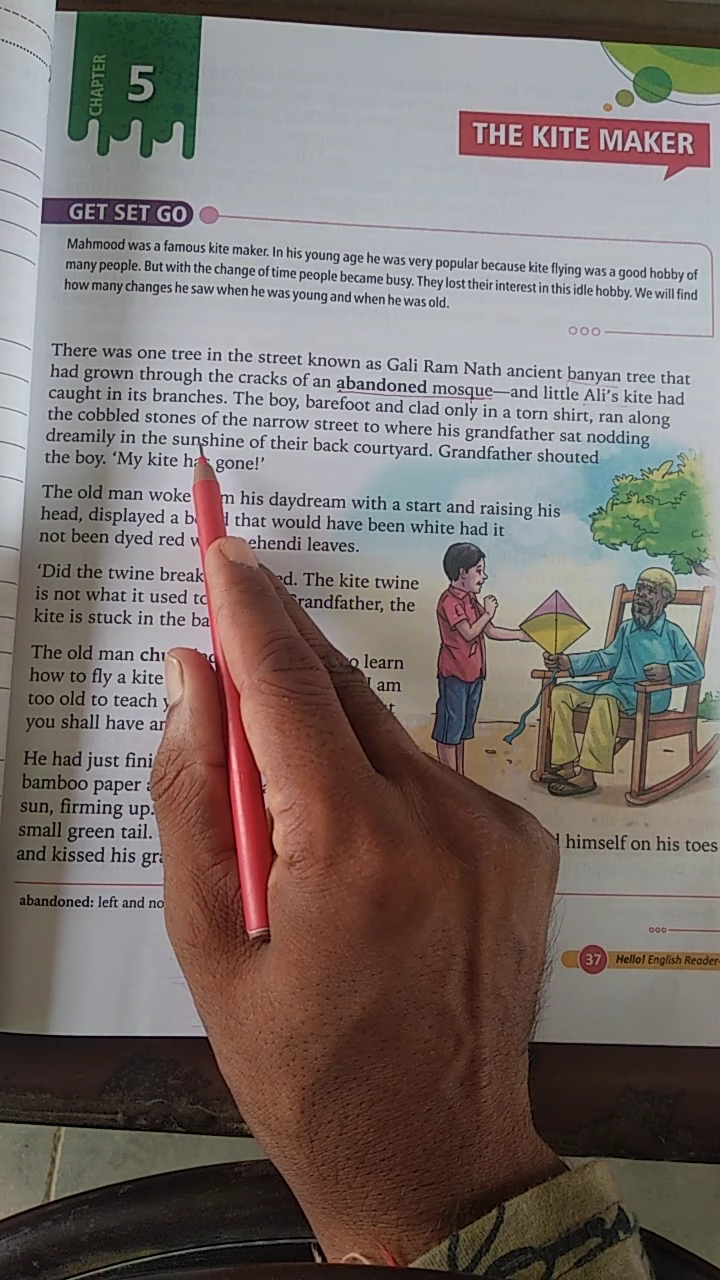 CHAPTER 5
THE KITE MAKER
GET SET GO
Mahmood was a famous kite maker. In his young age he was very popular because kite flying was a good hobby of
many people. But with the change of time people became busy. They lost their interest in this idle hobby. We will find
how many changes he saw when he was young and when he was old.
There was one tree in the street known as Gali Ram Nath ancient banyan tree that
had grown through the cracks of an abandoned mosque—and little Ali's kite had
caught in its branches. The boy, barefoot and clad only in a torn shirt, ran along
the cobbled stones of the narrow street to where his grandfather sat nodding
dreamily in the sunshine of their back courtyard. Grandfather shouted
the boy. 'My kite has gone!'
The old man woke his daydream with a start and raising his
head, displayed a that would have been white had it
not been dyed red mehendi leaves.
'Did the twine break The kite twine
is not what it used to Grandfather, the
kite is stuck in the
The old man to learn
how to fly a kite I am
too old to teach
you shall have
He had just
bamboo paper
sun, firming up.
small green tail. himself on his toes
and kissed his
abandoned: left and
37 Hello! English Reader